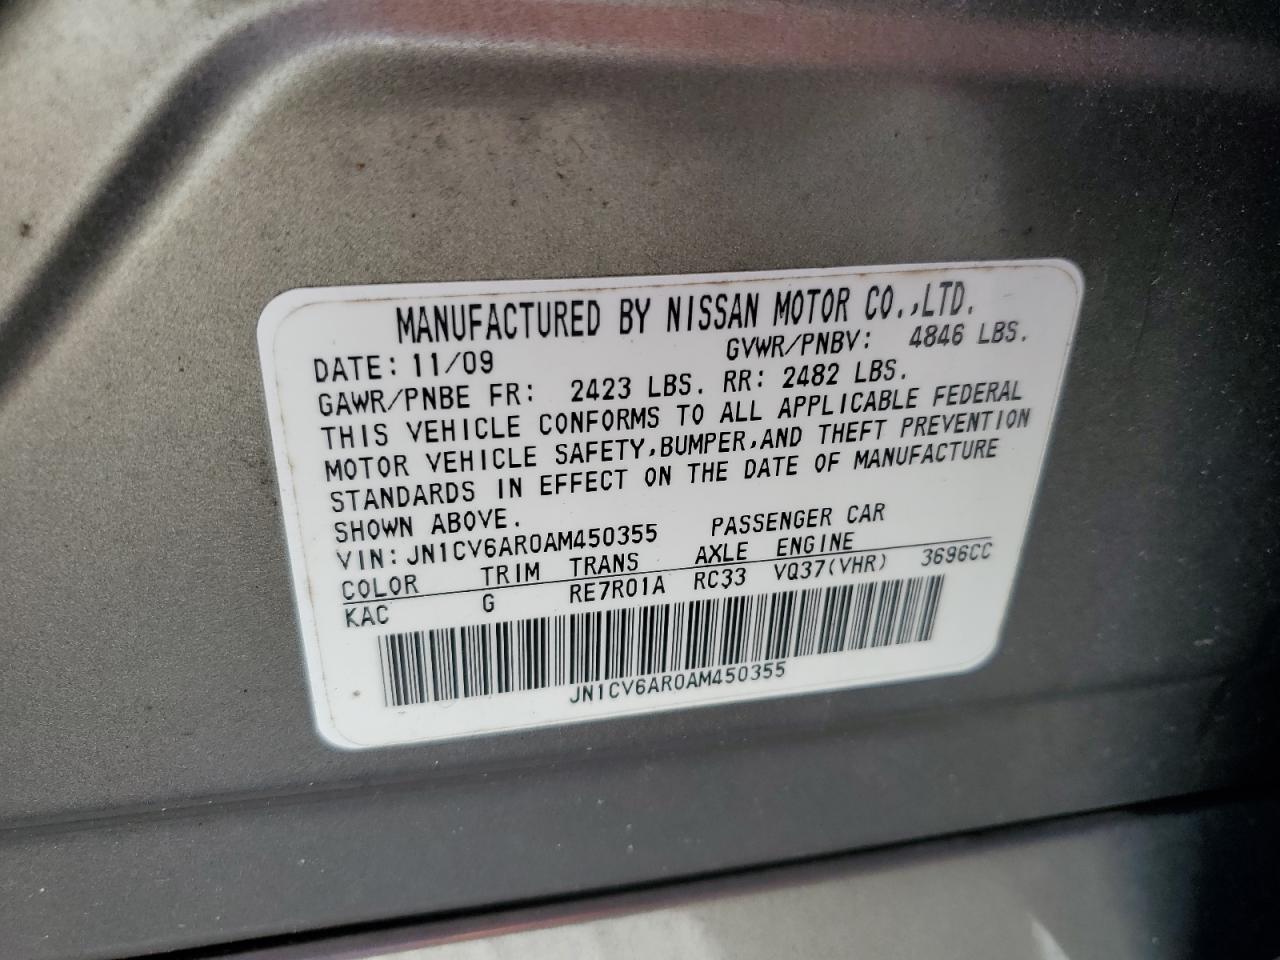 MANUFACTURED BY NISSAN MOTOR CO.,LTD.
DATE: 11/09 GVWR/PNBV: 4846 LBS.
GAWR/PNBE FR: 2423 LBS. RR: 2482 LBS.
THIS VEHICLE CONFORMS TO ALL APPLICABLE FEDERAL
MOTOR VEHICLE SAFETY,BUMPER,AND THEFT PREVENTION
STANDARDS IN EFFECT ON THE DATE OF MANUFACTURE
SHOWN ABOVE.
VIN:JN1CV6AR0AM450355 PASSENGER CAR
COLOR TRIM TRANS AXLE ENGINE
KAC G RE7R01A RC33 VQ37(VHR) 3696CC
JN1CV6AR0AM450355